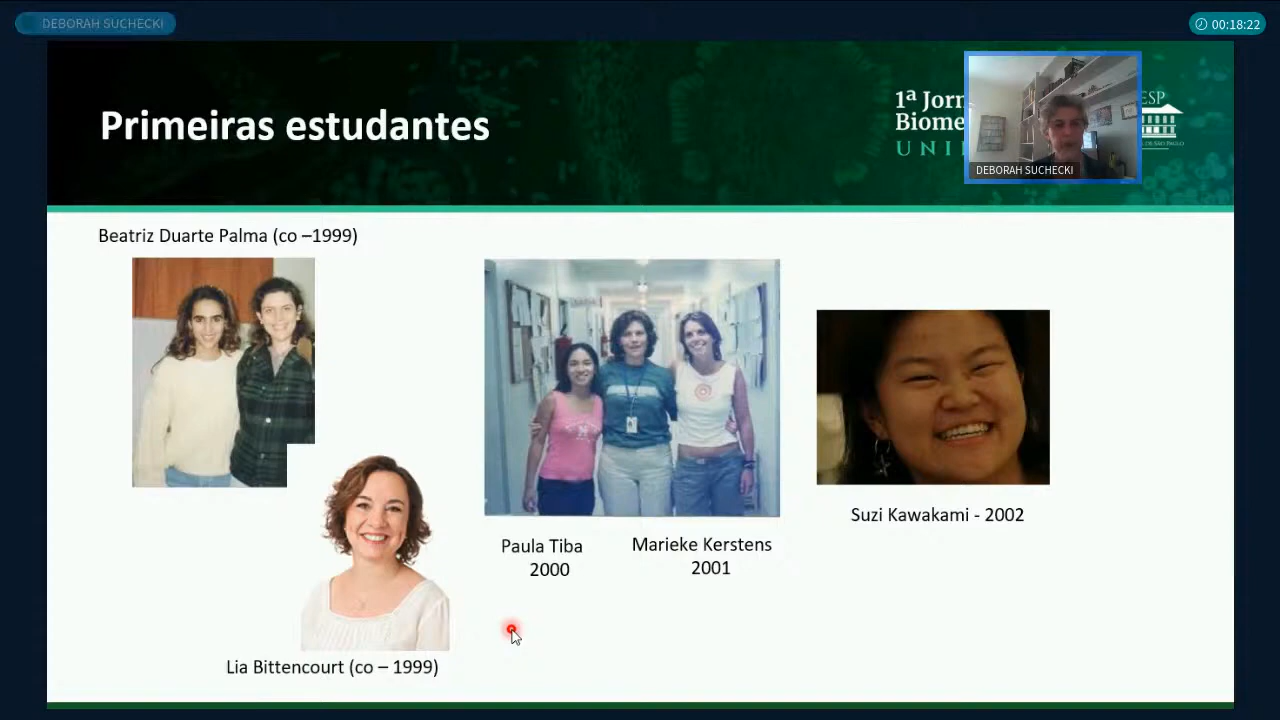 DEBORAH SUCHECKI
00:18:22
Primeiras estudantes
1ª Jorn
Biome
UNI
ESP
DEBORAH SUCHECKI
Beatriz Duarte Palma (co –1999)
Paula Tiba
2000
Marieke Kerstens
2001
Suzi Kawakami - 2002
Lia Bittencourt (co – 1999)